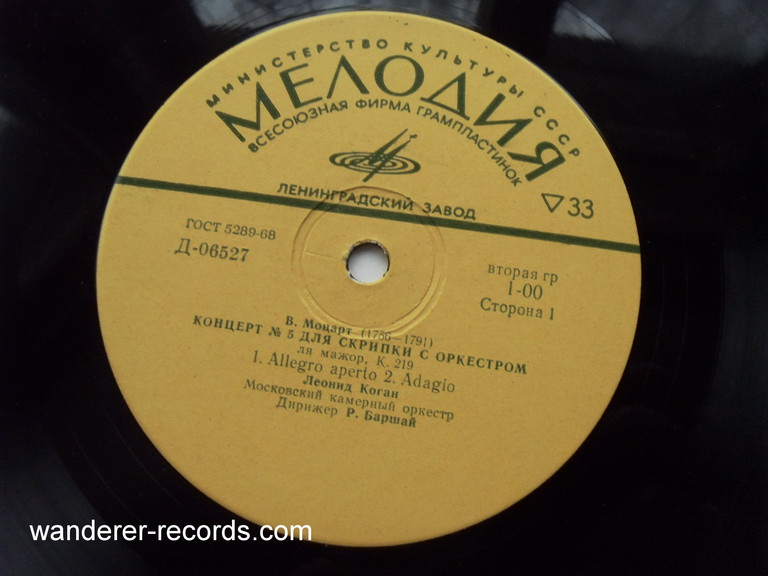 МИНИСТЕРСТВО КУЛЬТУРЫ СССР
МЕЛОДИЯ
ВСЕСОЮЗНАЯ ФИРМА ГРАМПЛАСТИНОК
ЛЕНИНГРАДСКИЙ ЗАВОД
▽33
ГОСТ 5289-68
Д-06527
вторая гр
1-00
Сторона 1
В. Моцарт (1756—1791)
КОНЦЕРТ № 5 ДЛЯ СКРИПКИ С ОРКЕСТРОМ
ля мажор, К. 219
1. Allegro aperto 2. Adagio
Леонид Коган
Московский камерный оркестр
Дирижер Р. Баршай
wanderer-records.com